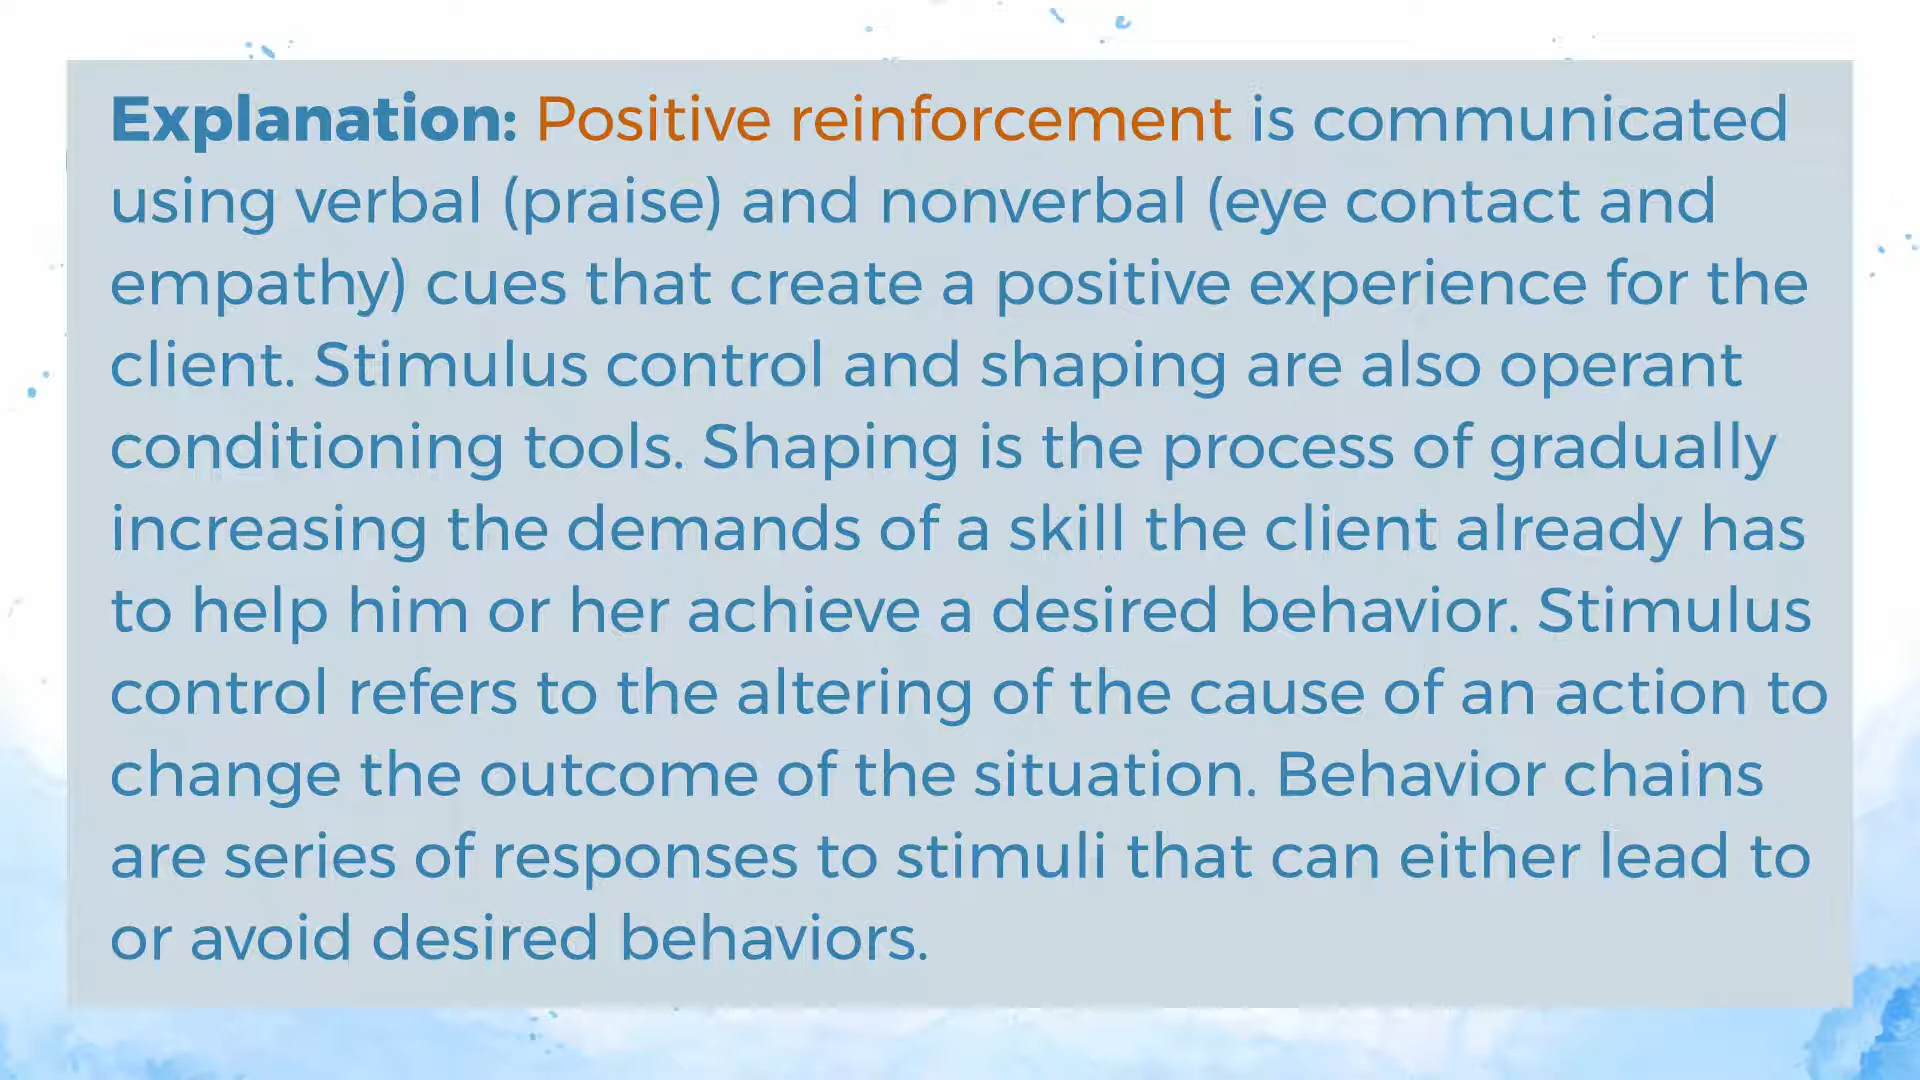 Explanation: Positive reinforcement is communicated
using verbal (praise) and nonverbal (eye contact and
empathy) cues that create a positive experience for the
client. Stimulus control and shaping are also operant
conditioning tools. Shaping is the process of gradually
increasing the demands of a skill the client already has
to help him or her achieve a desired behavior. Stimulus
control refers to the altering of the cause of an action to
change the outcome of the situation. Behavior chains
are series of responses to stimuli that can either lead to
or avoid desired behaviors.